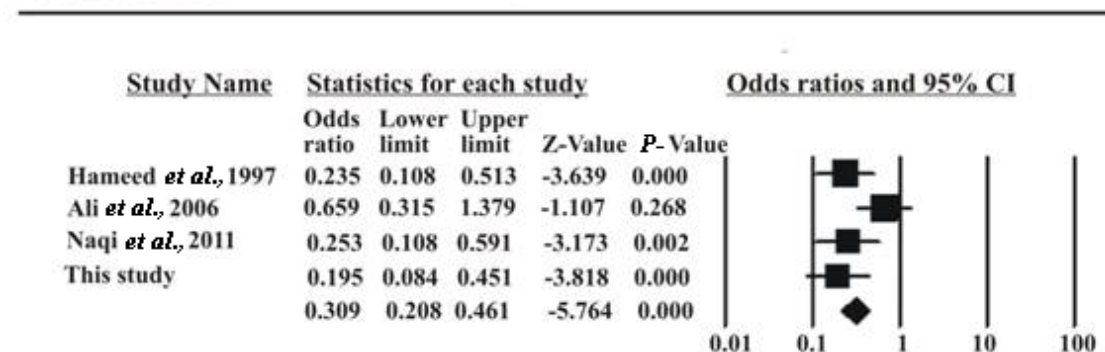 Study Name Statistics for each study Odds ratios and 95% CI
Odds Lower Upper
ratio limit limit Z-Value P-Value
Hameed et al., 1997 0.235 0.108 0.513 -3.639 0.000
Ali et al., 2006 0.659 0.315 1.379 -1.107 0.268
Naqi et al., 2011 0.253 0.108 0.591 -3.173 0.002
This study 0.195 0.084 0.451 -3.818 0.000
0.309 0.208 0.461 -5.764 0.000
0.01 0.1 1 10 100